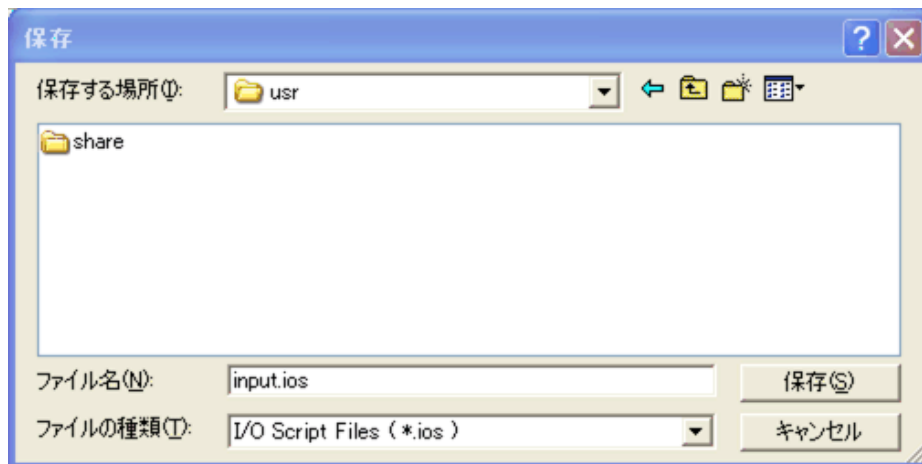 保存
保存する場所(I):
usr
share
ファイル名(N):
input.ios
保存(S)
ファイルの種類(T):
I/O Script Files ( *.ios )
キャンセル